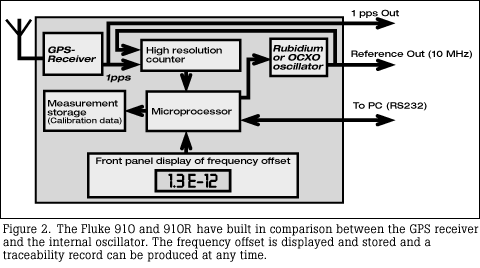 1 pps Out
GPS-
Receiver
High resolution
counter
Rubidium
or OCXO
oscillator
Reference Out (10 MHz)
1pps
Measurement
storage
(Calibration data)
Microprocessor
To PC (RS232)
Front panel display of frequency offset
1.3 E-12
Figure 2. The Fluke 910 and 910R have built in comparison between the GPS receiver
and the internal oscillator. The frequency offset is displayed and stored and a
traceability record can be produced at any time.